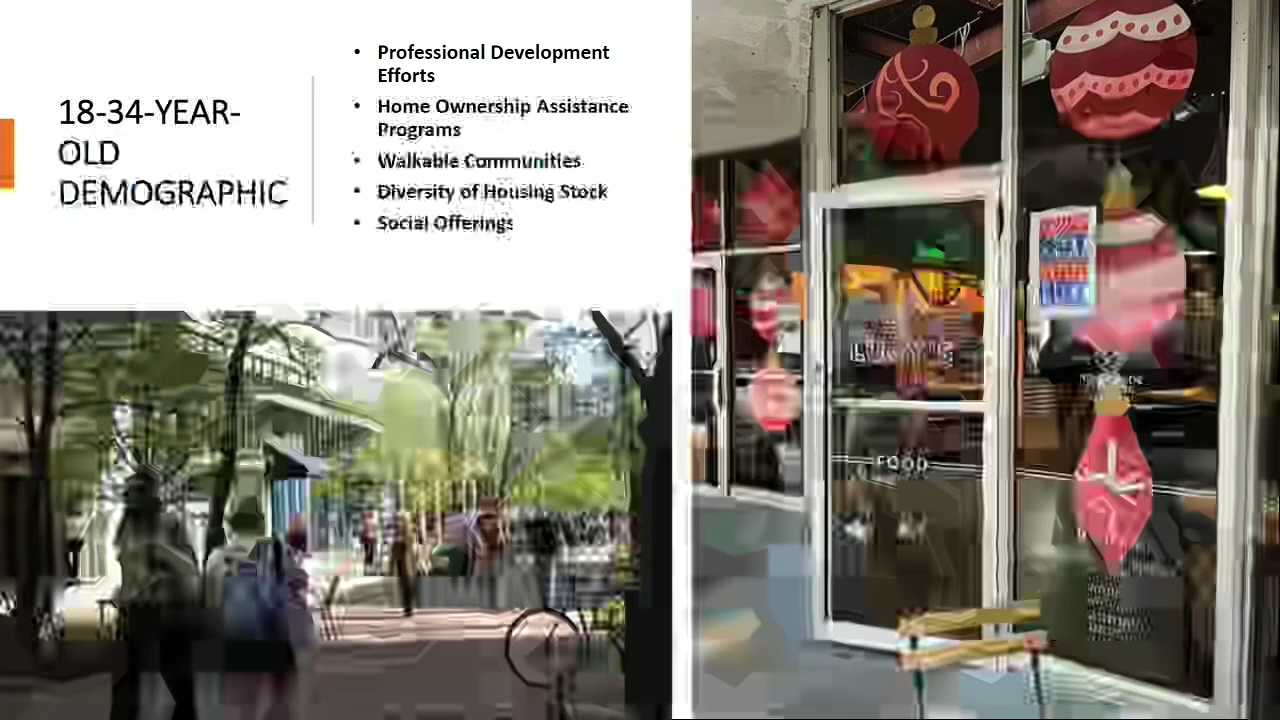 18-34-YEAR-
OLD
DEMOGRAPHIC
• Professional Development
Efforts
• Home Ownership Assistance
Programs
• Walkable Communities
• Diversity of Housing Stock
• Social Offerings
FOOD